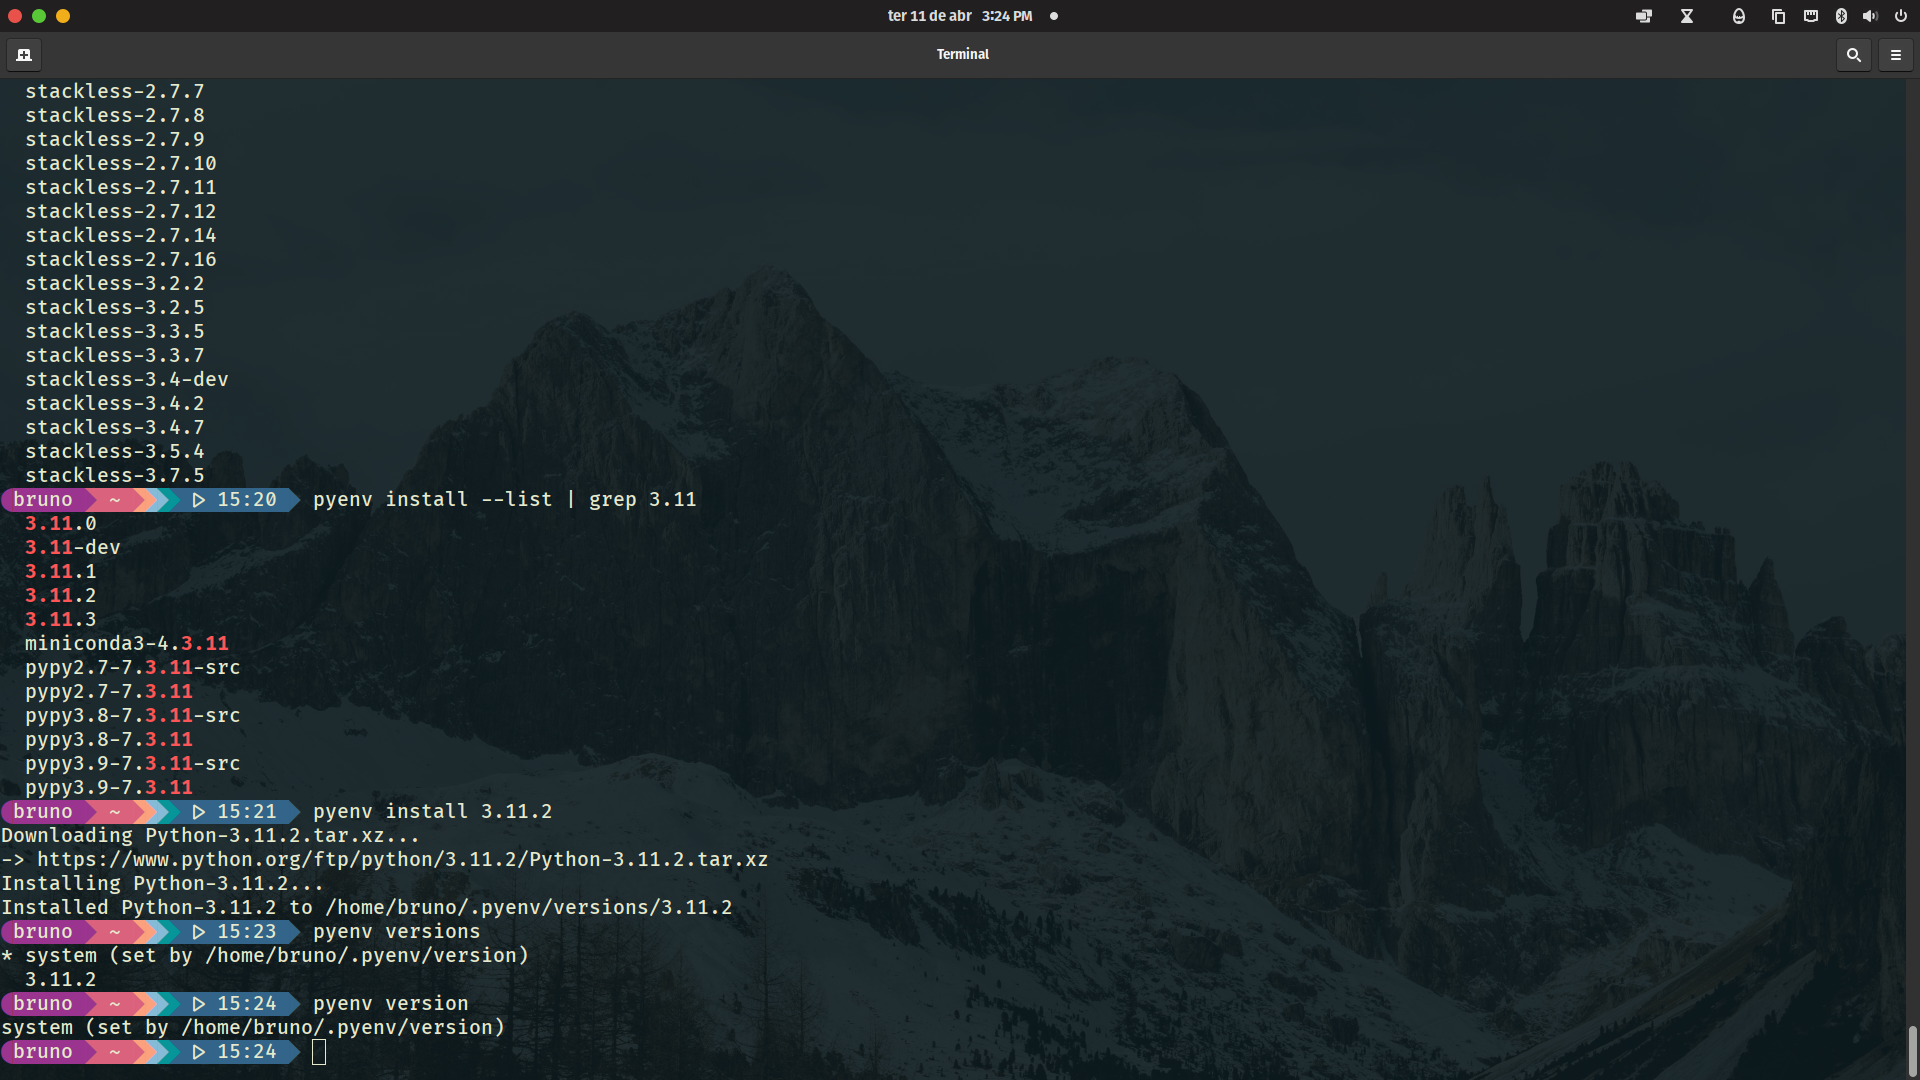 ter 11 de abr 3:24 PM
Terminal
stackless-2.7.7
stackless-2.7.8
stackless-2.7.9
stackless-2.7.10
stackless-2.7.11
stackless-2.7.12
stackless-2.7.14
stackless-2.7.16
stackless-3.2.2
stackless-3.2.5
stackless-3.3.5
stackless-3.3.7
stackless-3.4-dev
stackless-3.4.2
stackless-3.4.7
stackless-3.5.4
stackless-3.7.5
bruno ~ 15:20 pyenv install --list | grep 3.11
3.11.0
3.11-dev
3.11.1
3.11.2
3.11.3
miniconda3-4.3.11
pypy2.7-7.3.11-src
pypy2.7-7.3.11
pypy3.8-7.3.11-src
pypy3.8-7.3.11
pypy3.9-7.3.11-src
pypy3.9-7.3.11
bruno ~ 15:21 pyenv install 3.11.2
Downloading Python-3.11.2.tar.xz...
-> https://www.python.org/ftp/python/3.11.2/Python-3.11.2.tar.xz
Installing Python-3.11.2...
Installed Python-3.11.2 to /home/bruno/.pyenv/versions/3.11.2
bruno ~ 15:23 pyenv versions
* system (set by /home/bruno/.pyenv/version)
3.11.2
bruno ~ 15:24 pyenv version
system (set by /home/bruno/.pyenv/version)
bruno ~ 15:24